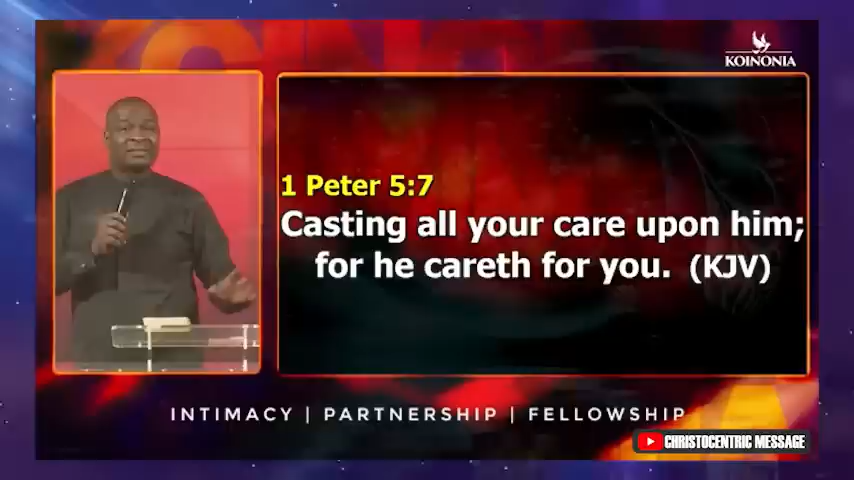 KOINONIA
1 Peter 5:7
Casting all your care upon him;
for he careth for you. (KJV)
INTIMACY | PARTNERSHIP | FELLOWSHIP
CHRISTOCENTRIC MESSAGE